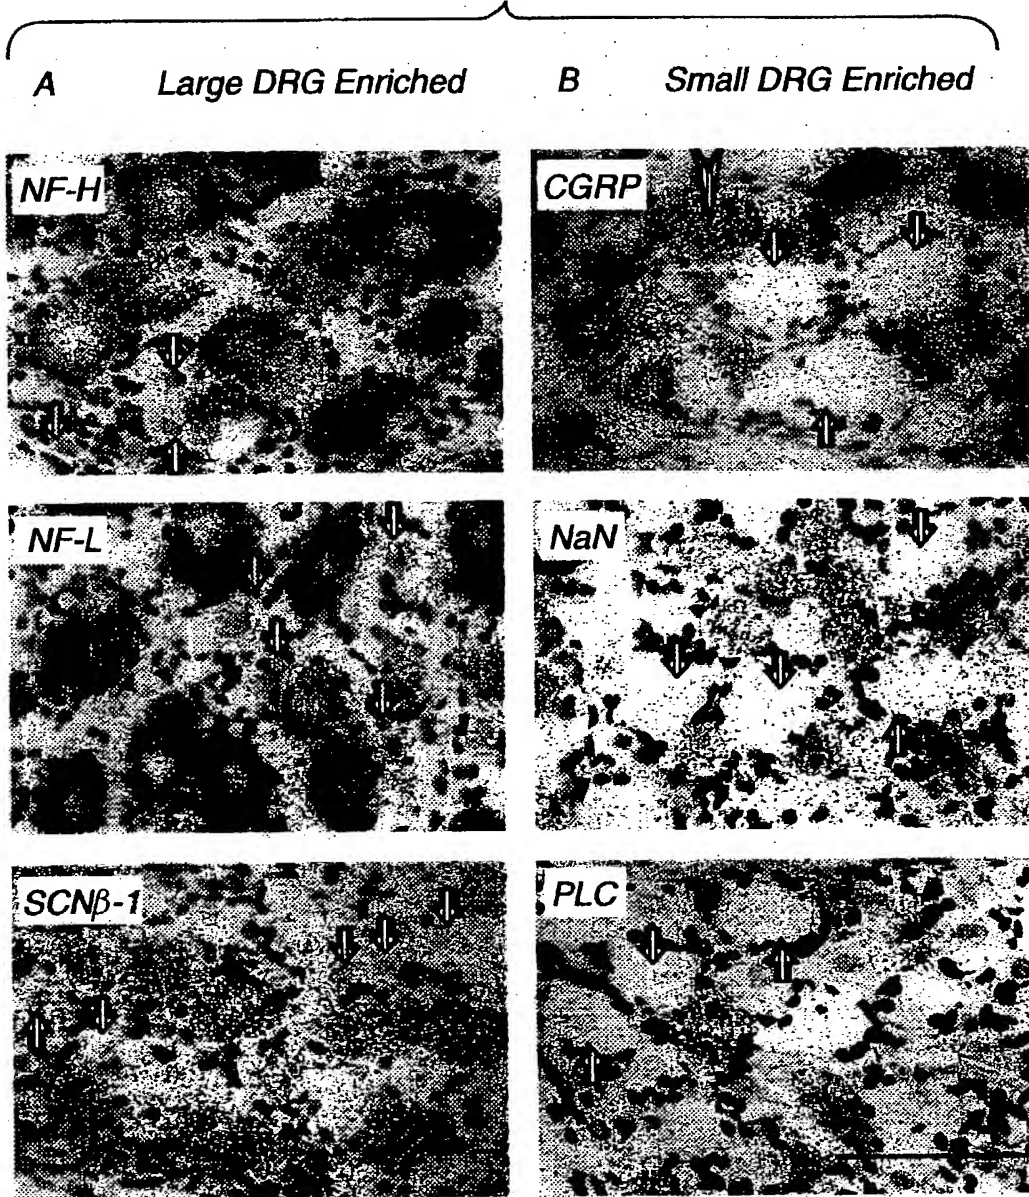 A Large DRG Enriched B Small DRG Enriched
NF-H CGRP
NF-L NaN
SCNβ-1 PLC